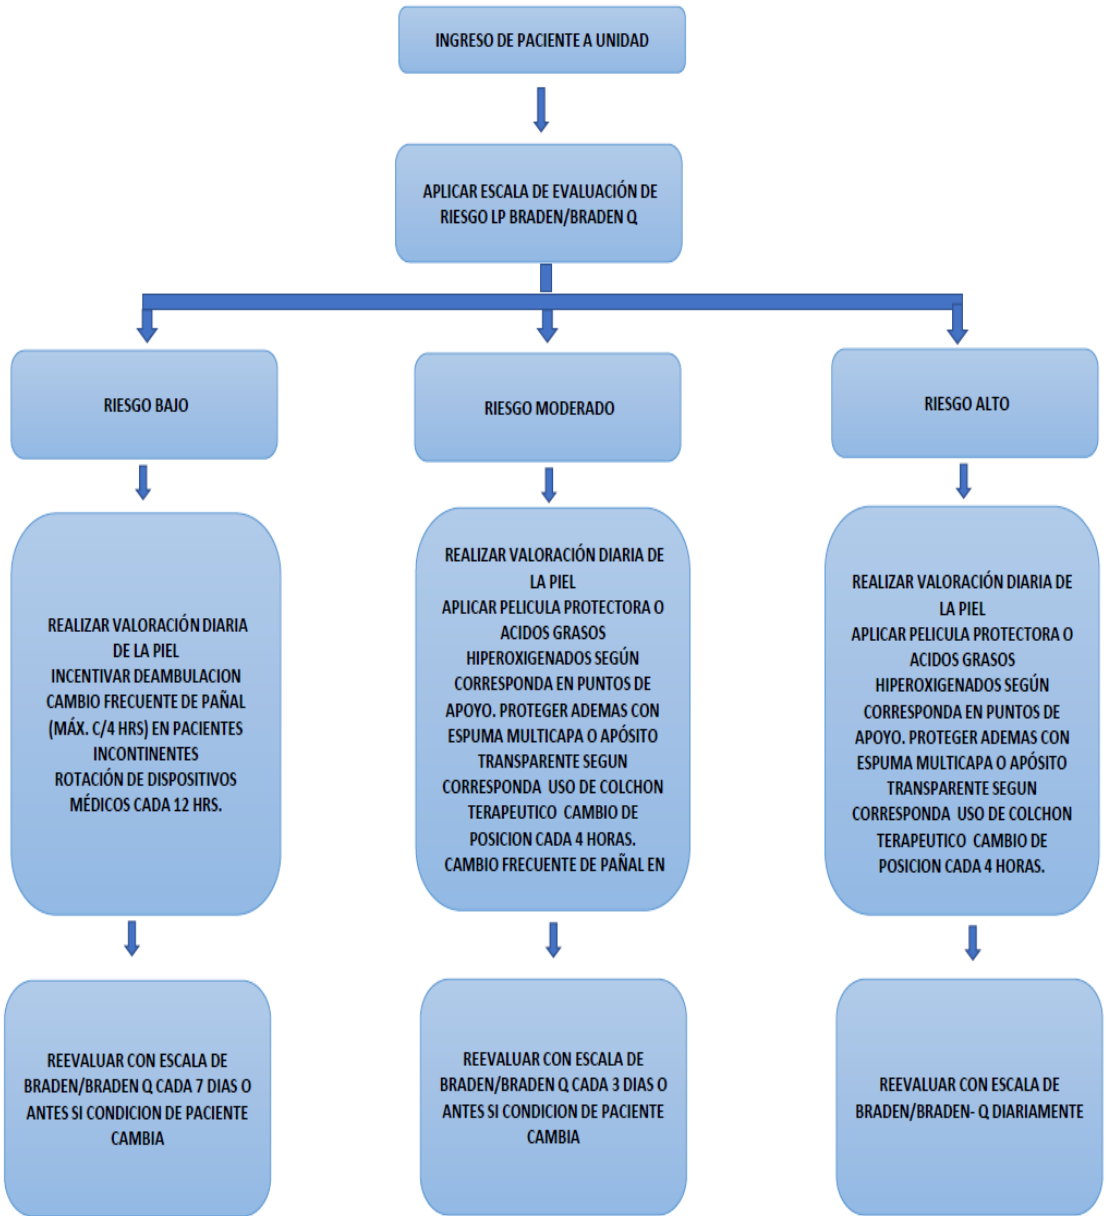 INGRESO DE PACIENTE A UNIDAD
APLICAR ESCALA DE EVALUACIÓN DE
RIESGO LP BRADEN/BRADEN Q
RIESGO BAJO
RIESGO MODERADO
RIESGO ALTO
REALIZAR VALORACIÓN DIARIA
DE LA PIEL
INCENTIVAR DEAMBULACION
CAMBIO FRECUENTE DE PAÑAL
(MÁX. C/4 HRS) EN PACIENTES
INCONTINENTES
ROTACIÓN DE DISPOSITIVOS
MÉDICOS CADA 12 HRS.
REALIZAR VALORACIÓN DIARIA DE
LA PIEL
APLICAR PELICULA PROTECTORA O
ACIDOS GRASOS
HIPEROXIGENADOS SEGÚN
CORRESPONDA EN PUNTOS DE
APOYO. PROTEGER ADEMAS CON
ESPUMA MULTICAPA O APÓSITO
TRANSPARENTE SEGUN
CORRESPONDA  USO DE COLCHON
TERAPEUTICO  CAMBIO DE
POSICION CADA 4 HORAS.
CAMBIO FRECUENTE DE PAÑAL EN
REALIZAR VALORACIÓN DIARIA DE
LA PIEL
APLICAR PELICULA PROTECTORA O
ACIDOS GRASOS
HIPEROXIGENADOS SEGÚN
CORRESPONDA EN PUNTOS DE
APOYO. PROTEGER ADEMAS CON
ESPUMA MULTICAPA O APÓSITO
TRANSPARENTE SEGUN
CORRESPONDA  USO DE COLCHON
TERAPEUTICO  CAMBIO DE
POSICION CADA 4 HORAS.
REEVALUAR CON ESCALA DE
BRADEN/BRADEN Q CADA 7 DIAS O
ANTES SI CONDICION DE PACIENTE
CAMBIA
REEVALUAR CON ESCALA DE
BRADEN/BRADEN Q CADA 3 DIAS O
ANTES SI CONDICION DE PACIENTE
CAMBIA
REEVALUAR CON ESCALA DE
BRADEN/BRADEN- Q DIARIAMENTE